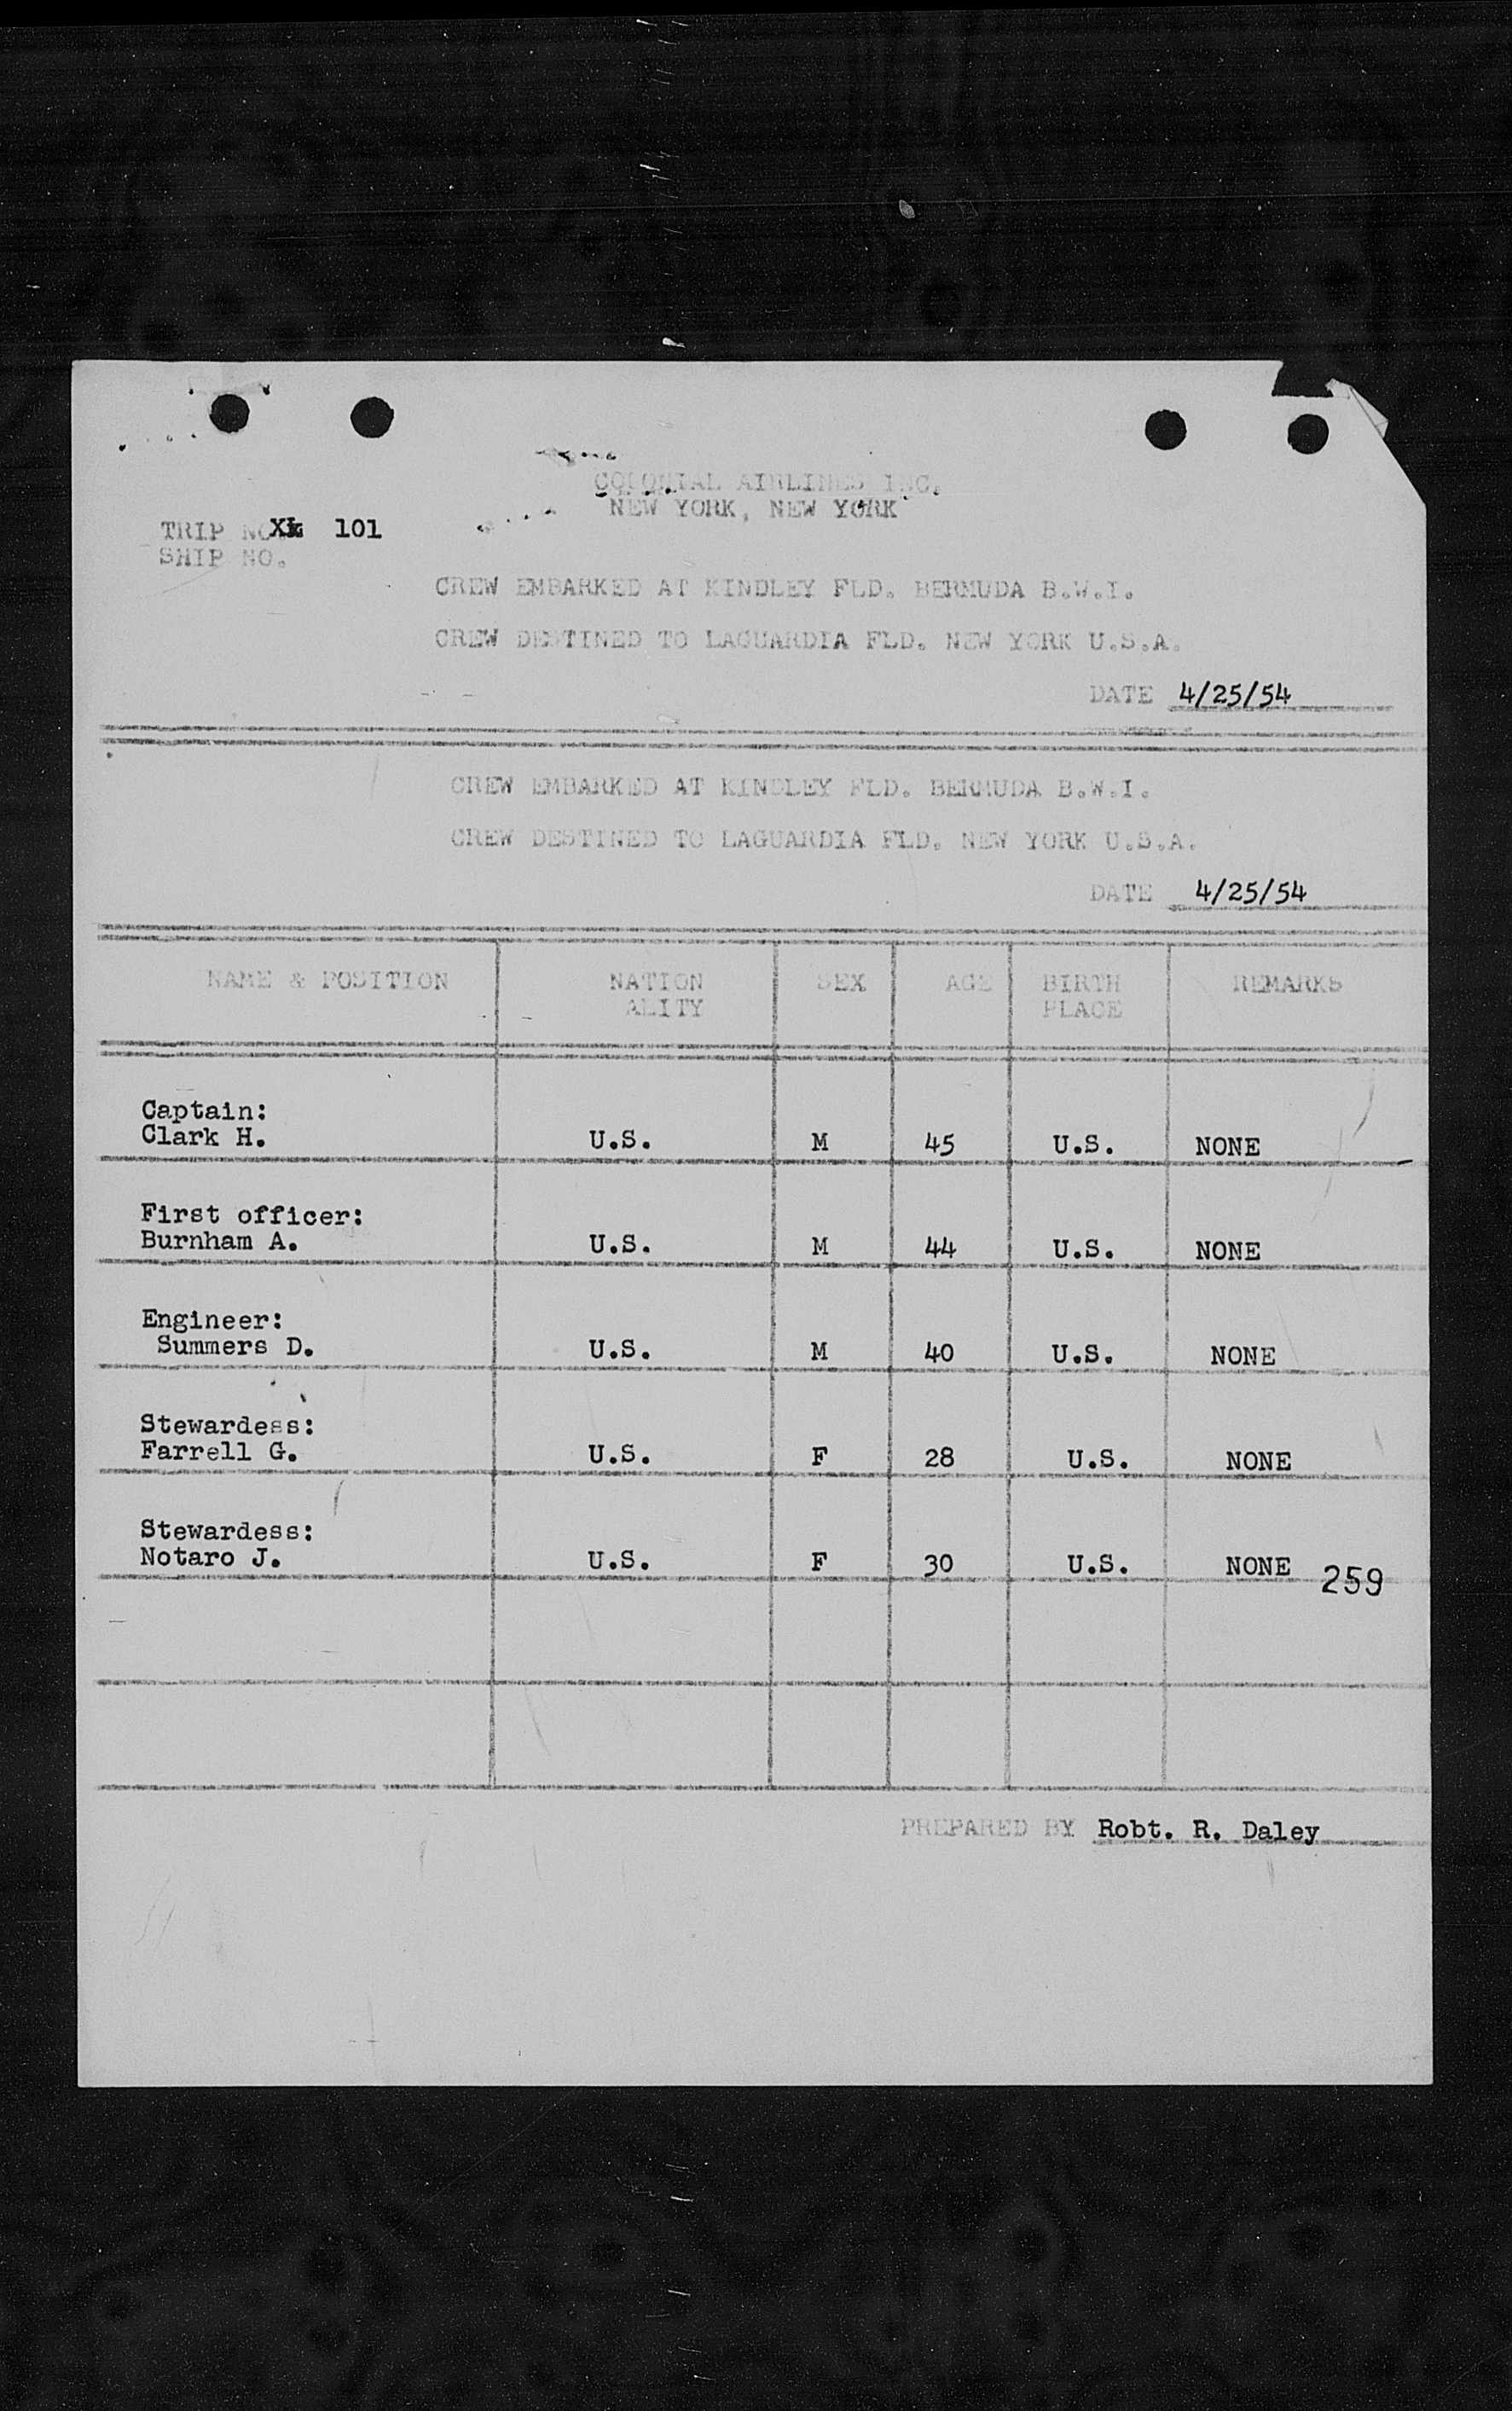 COLONIAL AIRLINES INC.
NEW YORK, NEW YORK
TRIP NO. 101
SHIP NO.
CREW EMBARKED AT KINDLEY FLD. BERMUDA B.W.I.
CREW DESTINED TO LAGUARDIA FLD. NEW YORK U.S.A.
DATE 4/25/54
CREW EMBARKED AT KINDLEY FLD. BERMUDA B.W.I.
CREW DESTINED TO LAGUARDIA FLD. NEW YORK U.S.A.
DATE 4/25/54
NAME & POSITION NATION SEX AGE BIRTH REMARKS
ALITY PLACE
Captain:
Clark H. U.S. M 45 U.S. NONE
First officer:
Burnham A. U.S. M 44 U.S. NONE
Engineer:
Summers D. U.S. M 40 U.S. NONE
Stewardess:
Farrell G. U.S. F 28 U.S. NONE
Stewardess:
Notaro J. U.S. F 30 U.S. NONE 259
PREPARED BY Robt. R. Daley